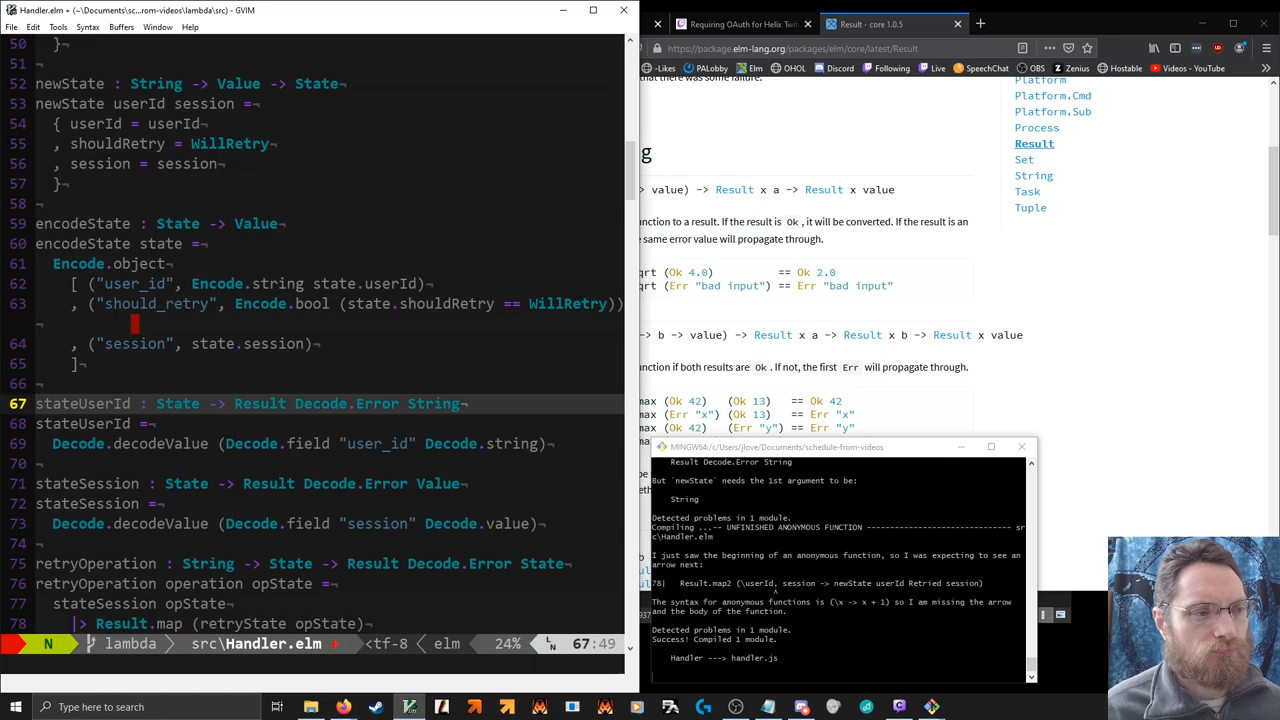 Handler.elm + (~\Documents\sc...rom-videos\lambda\src) - GVIM
File Edit Tools Syntax Buffers Window Help
50 }¬
51 ¬
52 newState : String -> Value -> State¬
53 newState userId session =¬
54 { userId = userId¬
55 , shouldRetry = WillRetry¬
56 , session = session¬
57 }¬
58 ¬
59 encodeState : State -> Value¬
60 encodeState state =¬
61 Encode.object¬
62 [ ("user_id", Encode.string state.userId)¬
63 , ("should_retry", Encode.bool (state.shouldRetry == WillRetry))
¬
64 , ("session", state.session)¬
65 ]¬
66 ¬
67 stateUserId : State -> Result Decode.Error String¬
68 stateUserId =¬
69 Decode.decodeValue (Decode.field "user_id" Decode.string)¬
70 ¬
71 stateSession : State -> Result Decode.Error Value¬
72 stateSession =¬
73 Decode.decodeValue (Decode.field "session" Decode.value)¬
74 ¬
75 retryOperation : String -> State -> Result Decode.Error State¬
76 retryOperation operation opState =¬
77 stateSession opState¬
78 |> Result.map (retryState opState)¬
N lambda src\Handler.elm + <tf-8 < elm 24% LN 67:49
Requiring OAuth for Helix Twi
Result - core 1.0.5
https://package.elm-lang.org/packages/elm/core/latest/Result
-Likes PALobby Elm OHOL Discord Following Live SpeechChat OBS Zenius Hostable Videos - YouTube
that there was some failure.
Platform
Platform.Cmd
Platform.Sub
Process
Result
Set
String
Task
Tuple
g
> value) -> Result x a -> Result x value
nction to a result. If the result is Ok , it will be converted. If the result is an
same error value will propagate through.
qrt (Ok 4.0) == Ok 2.0
qrt (Err "bad input") == Err "bad input"
-> b -> value) -> Result x a -> Result x b -> Result x value
unction if both results are Ok . If not, the first Err will propagate through.
max (Ok 42) (Ok 13) == Ok 42
max (Err "x") (Ok 13) == Err "x"
max (Ok 42) (Err "y") == Err "y"
MINGW64:/c/Users/jlove/Documents/schedule-from-videos
Result Decode.Error String
But `newState` needs the 1st argument to be:
String
Detected problems in 1 module.
Compiling ...-- UNFINISHED ANONYMOUS FUNCTION ------------------------------- sr
c\Handler.elm
I just saw the beginning of an anonymous function, so I was expecting to see an
arrow next:
78| Result.map2 (\userId, session -> newState userId Retried session)
^
The syntax for anonymous functions is (\x -> x + 1) so I am missing the arrow
and the body of the function.
Detected problems in 1 module.
Success! Compiled 1 module.
Handler ---> handler.js
Type here to search